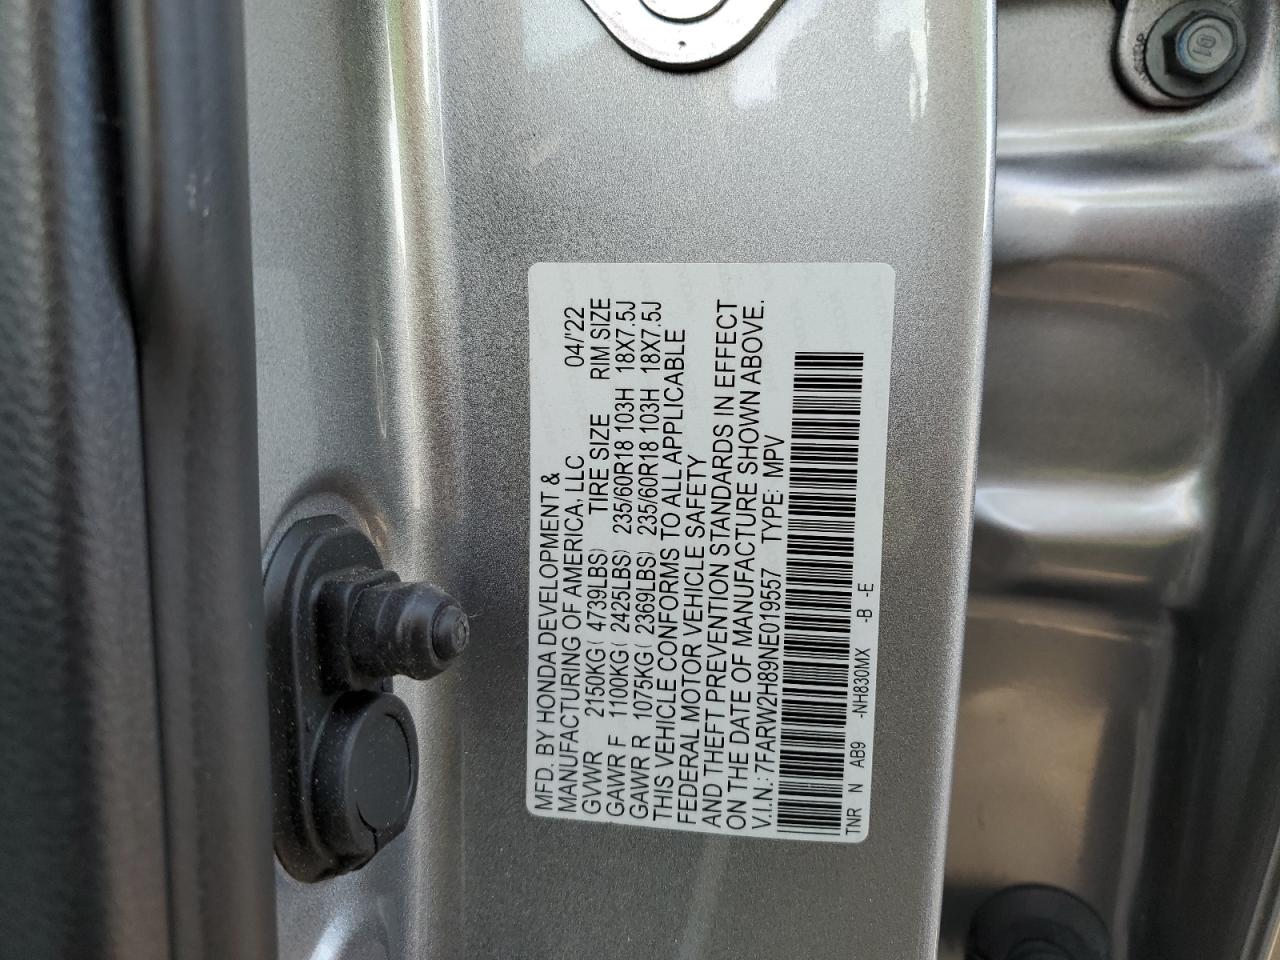 MFD. BY HONDA DEVELOPMENT &
MANUFACTURING OF AMERICA, LLC 04/'22
GVWR 2150KG( 4739LBS) TIRE SIZE RIM SIZE
GAWR F 1100KG( 2425LBS) 235/60R18 103H 18X7.5J
GAWR R 1075KG( 2369LBS) 235/60R18 103H 18X7.5J
THIS VEHICLE CONFORMS TO ALL APPLICABLE
FEDERAL MOTOR VEHICLE SAFETY
AND THEFT PREVENTION STANDARDS IN EFFECT
ON THE DATE OF MANUFACTURE SHOWN ABOVE.
V.I.N.: 7FARW2H89NE019557 TYPE: MPV
TNR N AB9 -NH830MX -B -E